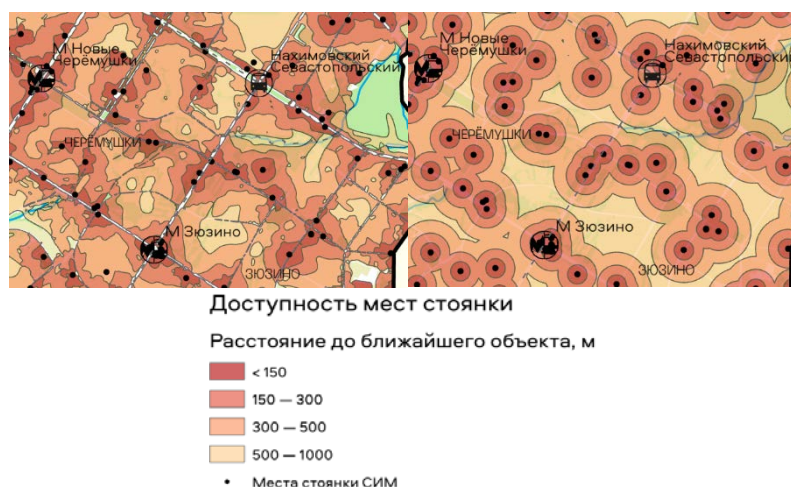 М Новые
Черёмушки
Нахимовский
Севастопольский
ЧЕРЁМУШКИ
М Зюзино
ЗЮЗИНО
М Новые
Черёмушки
Нахимовский
Севастопольский
ЧЕРЁМУШКИ
М Зюзино
ЗЮЗИНО
Доступность мест стоянки
Расстояние до ближайшего объекта, м
< 150
150 — 300
300 — 500
500 — 1000
Места стоянки СИМ